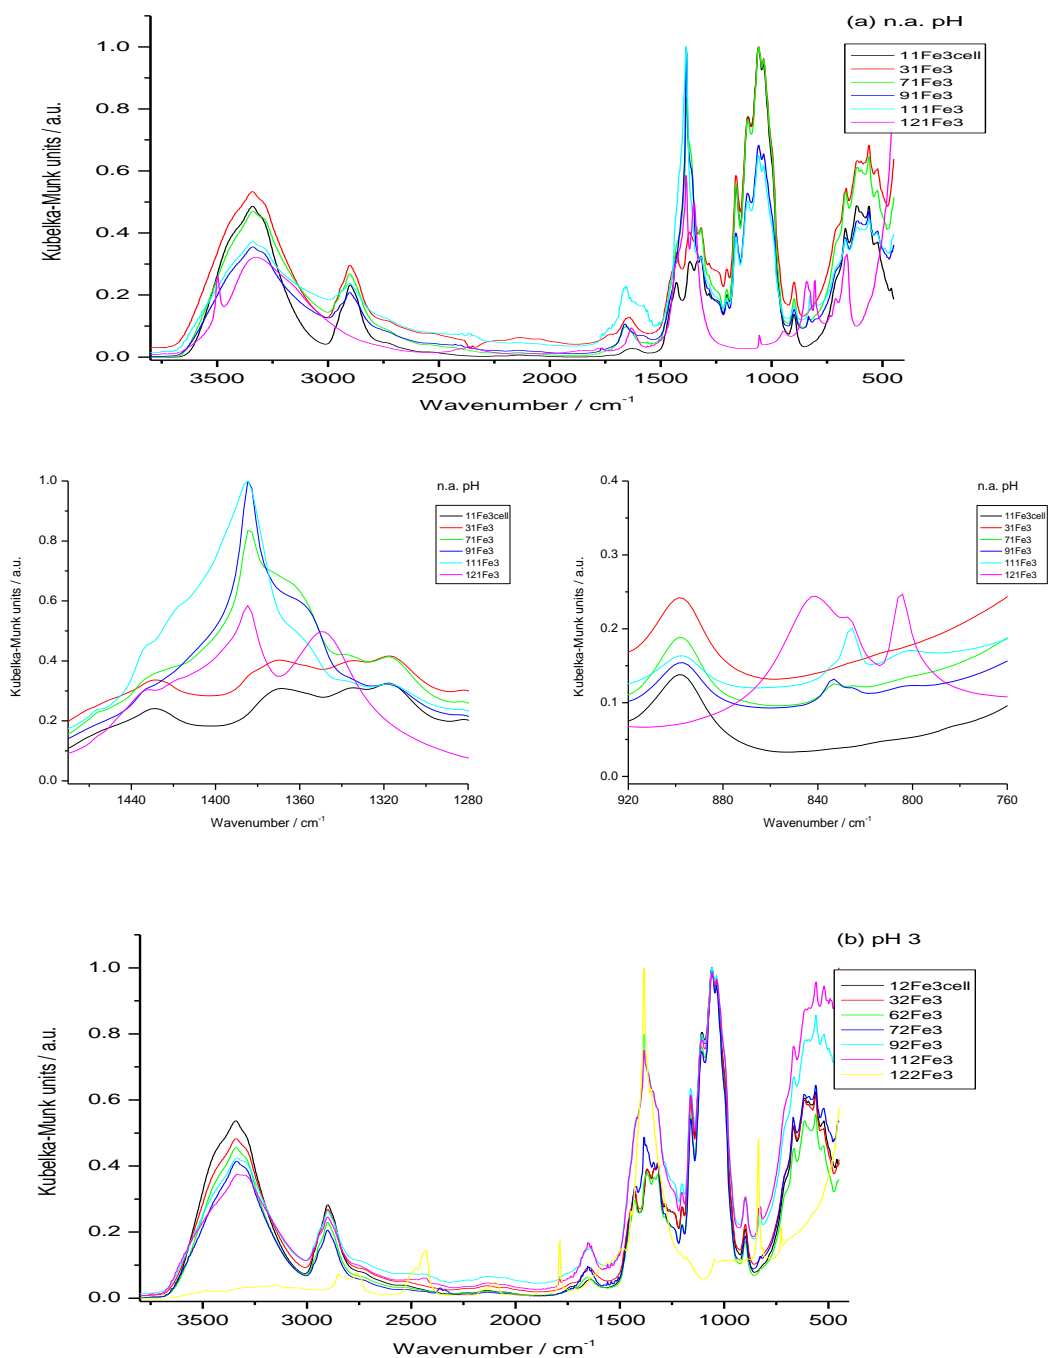 (a) n.a. pH
11Fe3cell
31Fe3
71Fe3
91Fe3
111Fe3
121Fe3
Kubelka-Munk units / a.u.
1.0
0.8
0.6
0.4
0.2
0.0
3500 3000 2500 2000 1500 1000 500
Wavenumber / cm-1
n.a. pH
11Fe3cell
31Fe3
71Fe3
91Fe3
111Fe3
121Fe3
Kubelka-Munk units / a.u.
1.0
0.8
0.6
0.4
0.2
0.0
1440 1400 1360 1320 1280
Wavenumber / cm-1
n.a. pH
11Fe3cell
31Fe3
71Fe3
91Fe3
111Fe3
121Fe3
Kubelka-Munk units / a.u.
0.4
0.3
0.2
0.1
0.0
920 880 840 800 760
Wavenumber / cm-1
(b) pH 3
12Fe3cell
32Fe3
62Fe3
72Fe3
92Fe3
112Fe3
122Fe3
Kubelka-Munk units / a.u.
1.0
0.8
0.6
0.4
0.2
0.0
3500 3000 2500 2000 1500 1000 500
Wavenumber / cm-1